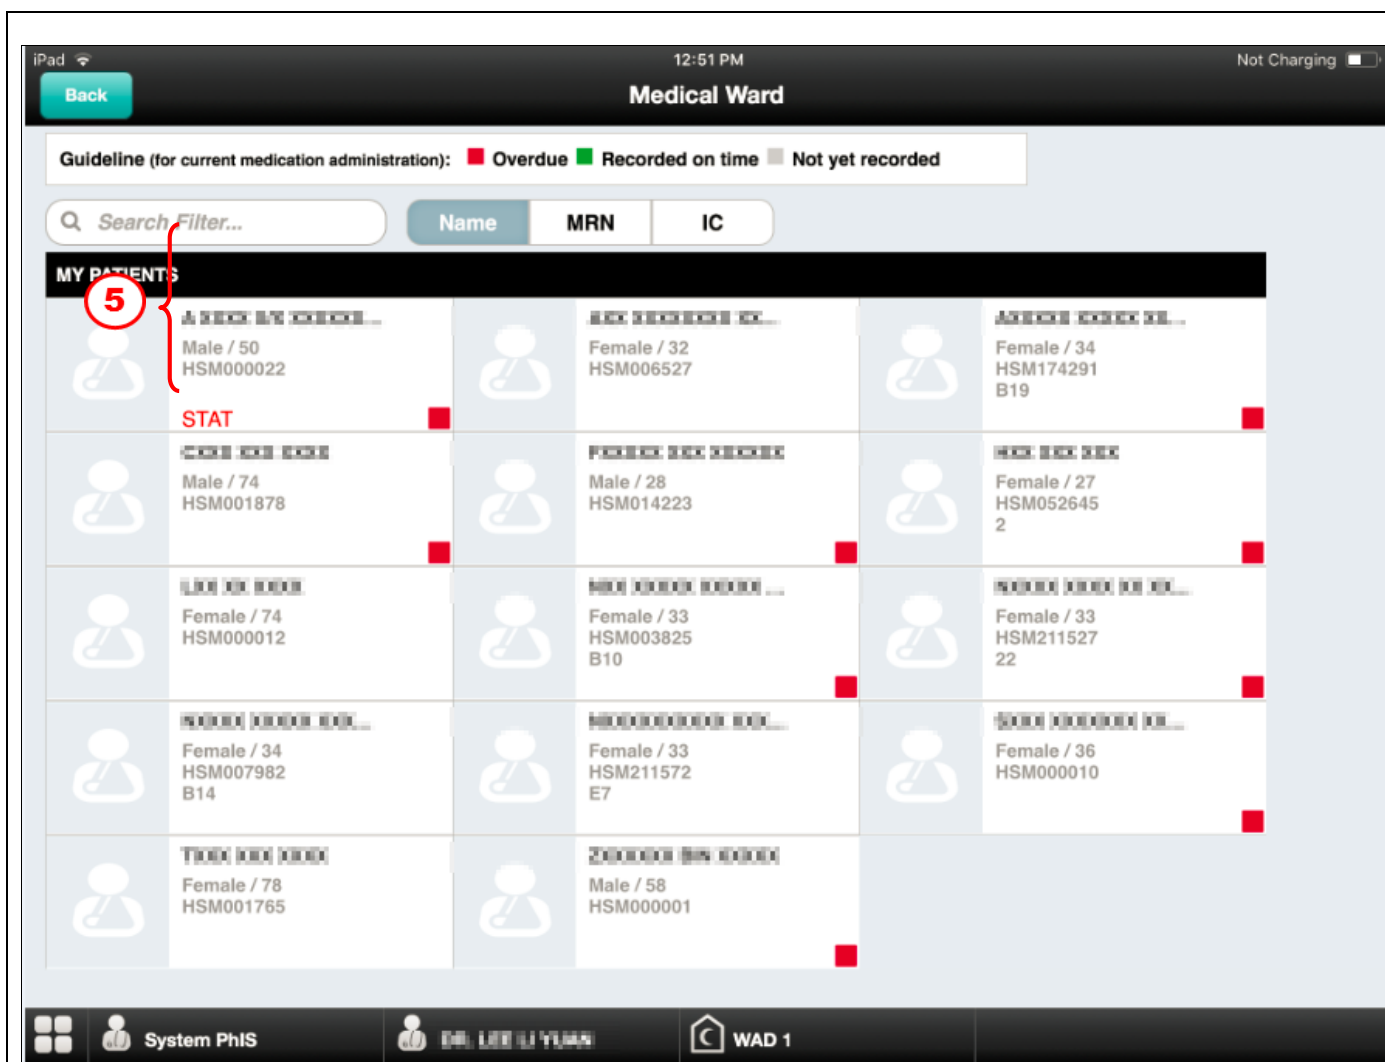 iPad 12:51 PM Not Charging
Back Medical Ward
Guideline (for current medication administration): Overdue Recorded on time Not yet recorded
Search Filter... Name MRN IC
MY PATIENTS
5
Male / 50
HSM000022
STAT
Female / 32
HSM006527
Female / 34
HSM174291
B19
Male / 74
HSM001878
Male / 28
HSM014223
Female / 27
HSM052645
2
Female / 74
HSM000012
Female / 33
HSM003825
B10
Female / 33
HSM211527
22
Female / 34
HSM007982
B14
Female / 33
HSM211572
E7
Female / 36
HSM000010
Female / 78
HSM001765
Male / 58
HSM000001
System PhIS WAD 1